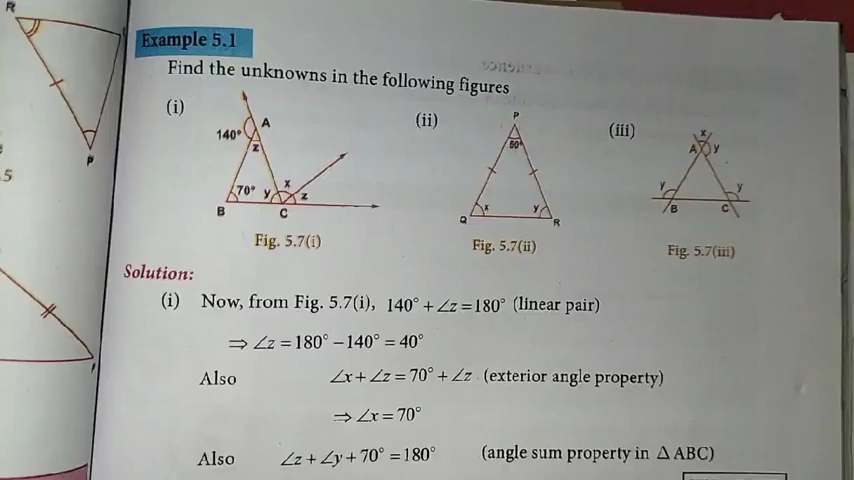 R
P
5
Example 5.1
Find the unknowns in the following figures
(i)
140°
A
z
70°
y
x
z
B
C
Fig. 5.7(i)
(ii)
P
x
y
Q
R
Fig. 5.7(ii)
(iii)
x
A
y
y
y
B
C
Fig. 5.7(iii)
Solution:
(i) Now, from Fig. 5.7(i), 140° + ∠z = 180° (linear pair)
⇒ ∠z = 180° – 140° = 40°
Also ∠x + ∠z = 70° + ∠z (exterior angle property)
⇒ ∠x = 70°
Also ∠z + ∠y + 70° = 180° (angle sum property in Δ ABC)